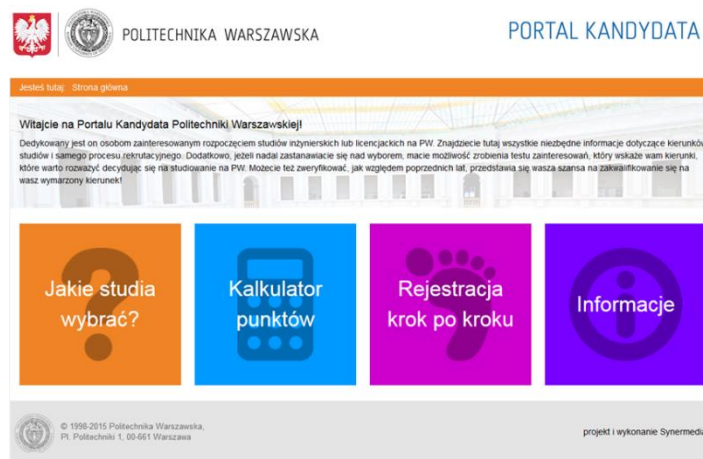 POLITECHNIKA WARSZAWSKA
PORTAL KANDYDATA
Jesteś tutaj: Strona główna
Witajcie na Portalu Kandydata Politechniki Warszawskiej!
Dedykowany jest on osobom zainteresowanym rozpoczęciem studiów inżynierskich lub licencjackich na PW. Znajdziecie tutaj wszystkie niezbędne informacje dotyczące kierunków
studiów i samego procesu rekrutacyjnego. Dodatkowo, jeżeli nadal zastanawiacie się nad wyborem, macie możliwość zrobienia testu zainteresowań, który wskaże wam kierunki,
które warto rozważyć decydując się na studiowanie na PW. Możecie też zweryfikować, jak względem poprzednich lat, przedstawia się wasza szansa na zakwalifikowanie się na
wasz wymarzony kierunek!
Jakie studia
wybrać?
Kalkulator
punktów
Rejestracja
krok po kroku
Informacje
© 1998-2015 Politechnika Warszawska,
Pl. Politechniki 1, 00-661 Warszawa
projekt i wykonanie Synermedia